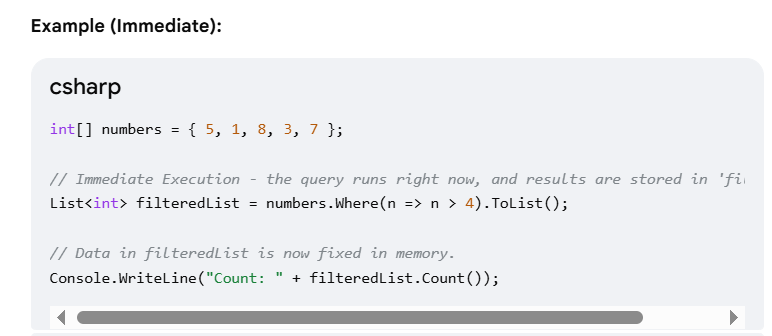 Example (Immediate):
csharp
int[] numbers = { 5, 1, 8, 3, 7 };
// Immediate Execution - the query runs right now, and results are stored in 'fi
List<int> filteredList = numbers.Where(n => n > 4).ToList();
// Data in filteredList is now fixed in memory.
Console.WriteLine("Count: " + filteredList.Count());